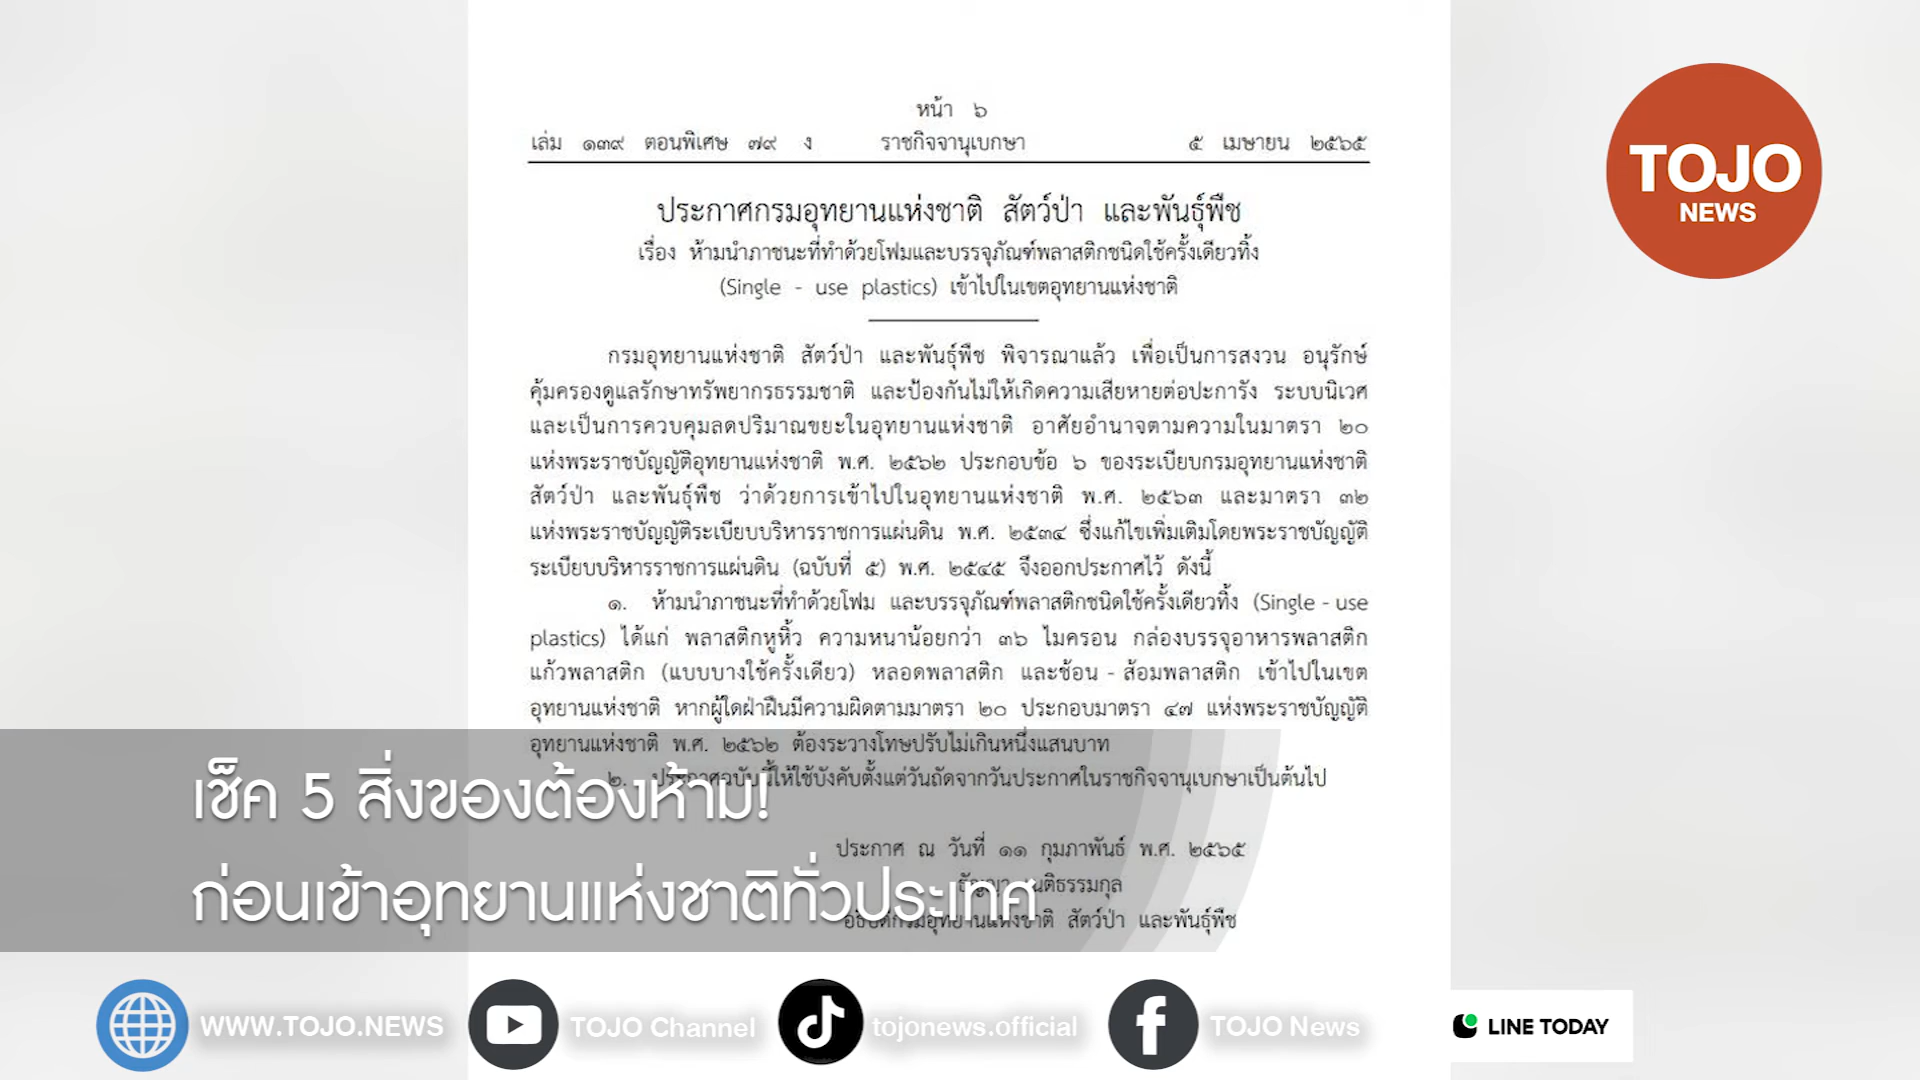 หน้า ๖
เล่ม ๑๓๙ ตอนพิเศษ ๗๙ ง ราชกิจจานุเบกษา ๕ เมษายน ๒๕๖๕
ประกาศกรมอุทยานแห่งชาติ สัตว์ป่า และพันธุ์พืช
เรื่อง ห้ามนำภาชนะที่ทำด้วยโฟมและบรรจุภัณฑ์พลาสติกชนิดใช้ครั้งเดียวทิ้ง
(Single - use plastics) เข้าไปในเขตอุทยานแห่งชาติ
กรมอุทยานแห่งชาติ สัตว์ป่า และพันธุ์พืช พิจารณาแล้ว เพื่อเป็นการสงวน อนุรักษ์
คุ้มครองดูแลรักษาทรัพยากรธรรมชาติ และป้องกันไม่ให้เกิดความเสียหายต่อปะการัง ระบบนิเวศ
และเป็นการควบคุมลดปริมาณขยะในอุทยานแห่งชาติ อาศัยอำนาจตามความในมาตรา ๒๐
แห่งพระราชบัญญัติอุทยานแห่งชาติ พ.ศ. ๒๕๖๒ ประกอบข้อ ๖ ของระเบียบกรมอุทยานแห่งชาติ
สัตว์ป่า และพันธุ์พืช ว่าด้วยการเข้าไปในอุทยานแห่งชาติ พ.ศ. ๒๕๖๓ และมาตรา ๓๒
แห่งพระราชบัญญัติระเบียบบริหารราชการแผ่นดิน พ.ศ. ๒๕๓๔ ซึ่งแก้ไขเพิ่มเติมโดยพระราชบัญญัติ
ระเบียบบริหารราชการแผ่นดิน (ฉบับที่ ๕) พ.ศ. ๒๕๔๕ จึงออกประกาศไว้ ดังนี้
๑. ห้ามนำภาชนะที่ทำด้วยโฟม และบรรจุภัณฑ์พลาสติกชนิดใช้ครั้งเดียวทิ้ง (Single - use
plastics) ได้แก่ พลาสติกหูหิ้ว ความหนาน้อยกว่า ๓๖ ไมครอน กล่องบรรจุอาหารพลาสติก
แก้วพลาสติก (แบบบางใช้ครั้งเดียว) หลอดพลาสติก และช้อน - ส้อมพลาสติก เข้าไปในเขต
อุทยานแห่งชาติ หากผู้ใดฝ่าฝืนมีความผิดตามมาตรา ๒๐ ประกอบมาตรา ๔๗ แห่งพระราชบัญญัติ
อุทยานแห่งชาติ พ.ศ. ๒๕๖๒ ต้องระวางโทษปรับไม่เกินหนึ่งแสนบาท
๒. ประกาศฉบับนี้ให้ใช้บังคับตั้งแต่วันถัดจากวันประกาศในราชกิจจานุเบกษาเป็นต้นไป
ประกาศ ณ วันที่ ๑๑ กุมภาพันธ์ พ.ศ. ๒๕๖๕
ธัญญา เนติธรรมกุล
อธิบดีกรมอุทยานแห่งชาติ สัตว์ป่า และพันธุ์พืช
เช็ค 5 สิ่งของต้องห้าม!
ก่อนเข้าอุทยานแห่งชาติทั่วประเทศ
TOJO
NEWS
WWW.TOJO.NEWS TOJO Channel tojonews.official TOJO News LINE TODAY